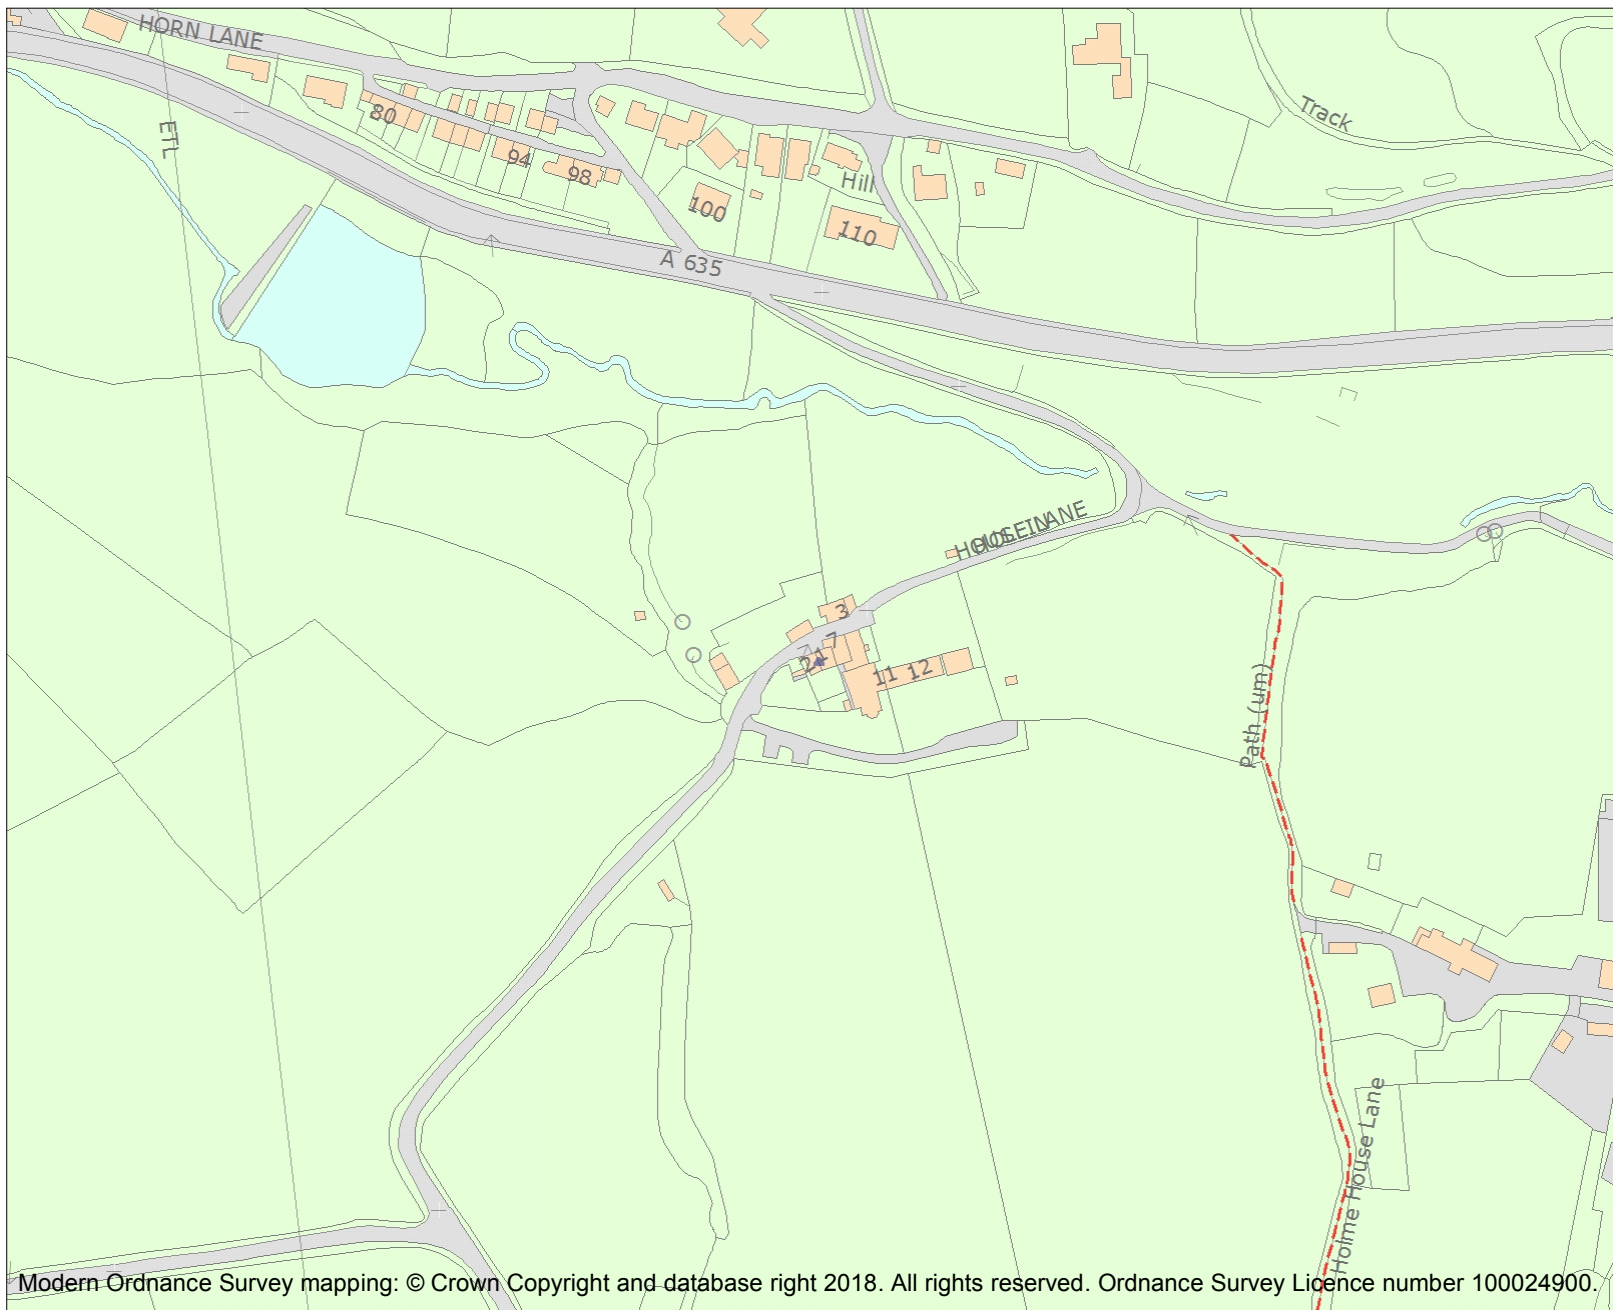 HORN LANE
Track
ETL
80
94
98
Hill
100
110
A 635
HOUSE LANE
3
7
21
11 12
Path (um)
Holme House Lane
Modern Ordnance Survey mapping: © Crown Copyright and database right 2018. All rights reserved. Ordnance Survey Licence number 100024900.